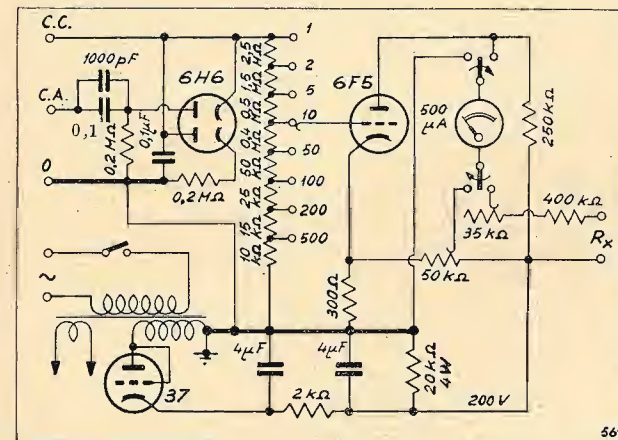 C.C.
1000pF
C.A.
0,1
0,2MΩ
0,1μF
0
6H6
0,2MΩ
2,5 MΩ
1,5 MΩ
0,5 MΩ
0,4 MΩ
50 kΩ
25 kΩ
15 kΩ
10 kΩ
1
2
5
10
50
100
200
500
6F5
500 μA
250kΩ
400kΩ
35kΩ
Rx
50kΩ
300Ω
~
37
4μF
4μF
2kΩ
20kΩ 4W
200V
56